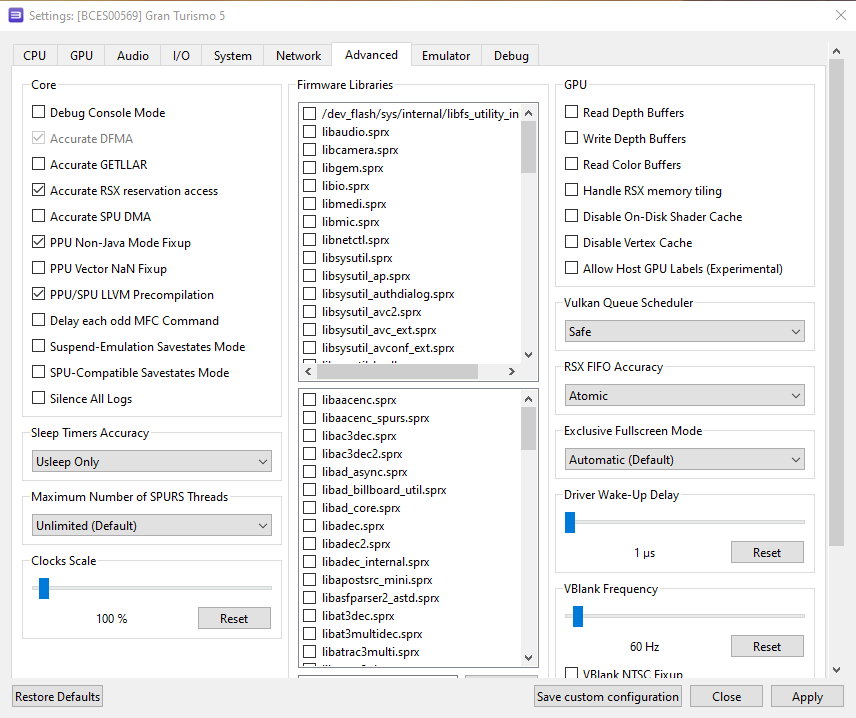 Settings: [BCES00569] Gran Turismo 5
CPU GPU Audio I/O System Network Advanced Emulator Debug
Core
Debug Console Mode
Accurate DFMA
Accurate GETLLAR
Accurate RSX reservation access
Accurate SPU DMA
PPU Non-Java Mode Fixup
PPU Vector NaN Fixup
PPU/SPU LLVM Precompilation
Delay each odd MFC Command
Suspend-Emulation Savestates Mode
SPU-Compatible Savestates Mode
Silence All Logs
Sleep Timers Accuracy
Usleep Only
Maximum Number of SPURS Threads
Unlimited (Default)
Clocks Scale
100 %
Reset
Firmware Libraries
/dev_flash/sys/internal/libfs_utility_in
libaudio.sprx
libcamera.sprx
libgem.sprx
libio.sprx
libmedi.sprx
libmic.sprx
libnetctl.sprx
libsysutil.sprx
libsysutil_ap.sprx
libsysutil_authdialog.sprx
libsysutil_avc2.sprx
libsysutil_avc_ext.sprx
libsysutil_avconf_ext.sprx
libaacenc.sprx
libaacenc_spurs.sprx
libac3dec.sprx
libac3dec2.sprx
libad_async.sprx
libad_billboard_util.sprx
libad_core.sprx
libadec.sprx
libadec2.sprx
libadec_internal.sprx
libapostsrc_mini.sprx
libasfparser2_astd.sprx
libat3dec.sprx
libat3multidec.sprx
libatrac3multi.sprx
GPU
Read Depth Buffers
Write Depth Buffers
Read Color Buffers
Handle RSX memory tiling
Disable On-Disk Shader Cache
Disable Vertex Cache
Allow Host GPU Labels (Experimental)
Vulkan Queue Scheduler
Safe
RSX FIFO Accuracy
Atomic
Exclusive Fullscreen Mode
Automatic (Default)
Driver Wake-Up Delay
1 µs
Reset
VBlank Frequency
60 Hz
Reset
VBlank NTSC Fixup
Restore Defaults
Save custom configuration
Close
Apply